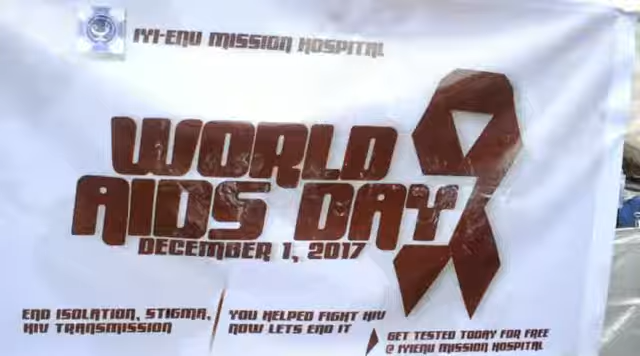 IYI-ENU MISSION HOSPITAL
WORLD
AIDS DAY
DECEMBER 1, 2017
END ISOLATION, STIGMA,
HIV TRANSMISSION
YOU HELPED FIGHT HIV
NOW LETS END IT
GET TESTED TODAY FOR FREE
@ IYIENU MISSION HOSPITAL